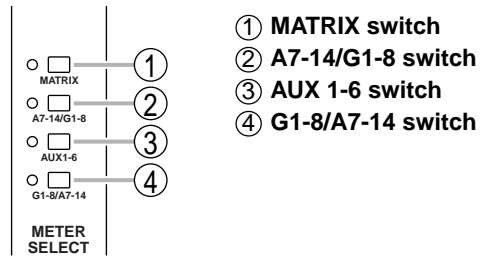 MATRIX
①
A7-14/G1-8
②
AUX1-6
③
G1-8/A7-14
④
METER
SELECT
① MATRIX switch
② A7-14/G1-8 switch
③ AUX 1-6 switch
④ G1-8/A7-14 switch